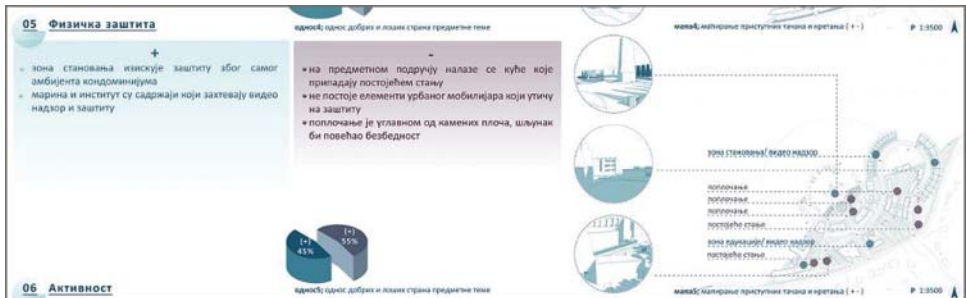 05 Физичка заштита
однос4; однос добрих и лоших страна предметне теме
мапа4; мапирање приступних тачака и кретања ( + - )
Р 1:3500
+
зона становања изискује заштиту због самог
амбијента кондоминијума
марина и институт су садржаји који захтевају видео
надзор и заштиту
-
на предметном подручју налазе се куће које
припадају постојећем стању
не постоје елементи урбаног мобилијара који утичу
на заштиту
поплочање је углавном од камених плоча, шљунак
би повећао безбедност
зона становања/ видео надзор
поплочање
поплочање
поплочање
постојеће стање
зона едукације/ видео надзор
постојеће стање
(+)
45%
(+)
55%
06 Активност
однос5; однос добрих и лоших страна предметне теме
мапа5; мапирање приступних тачака и кретања ( + - )
Р 1:3500